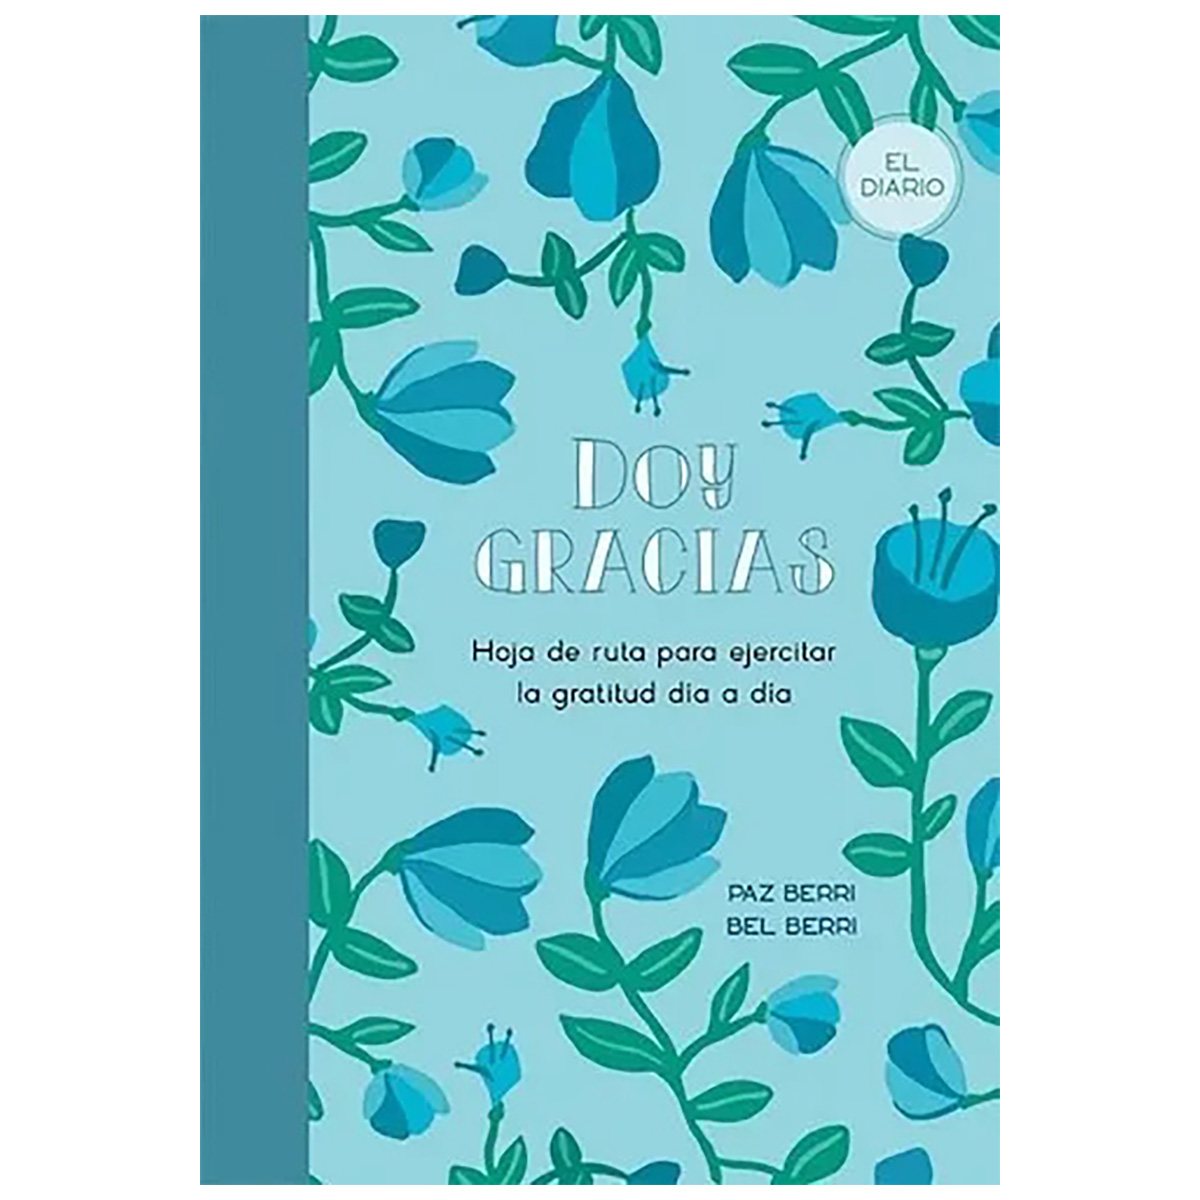 EL
DIARIO
DOY
GRACIAS
Hoja de ruta para ejercitar
la gratitud día a día
PAZ BERRI
BEL BERRI